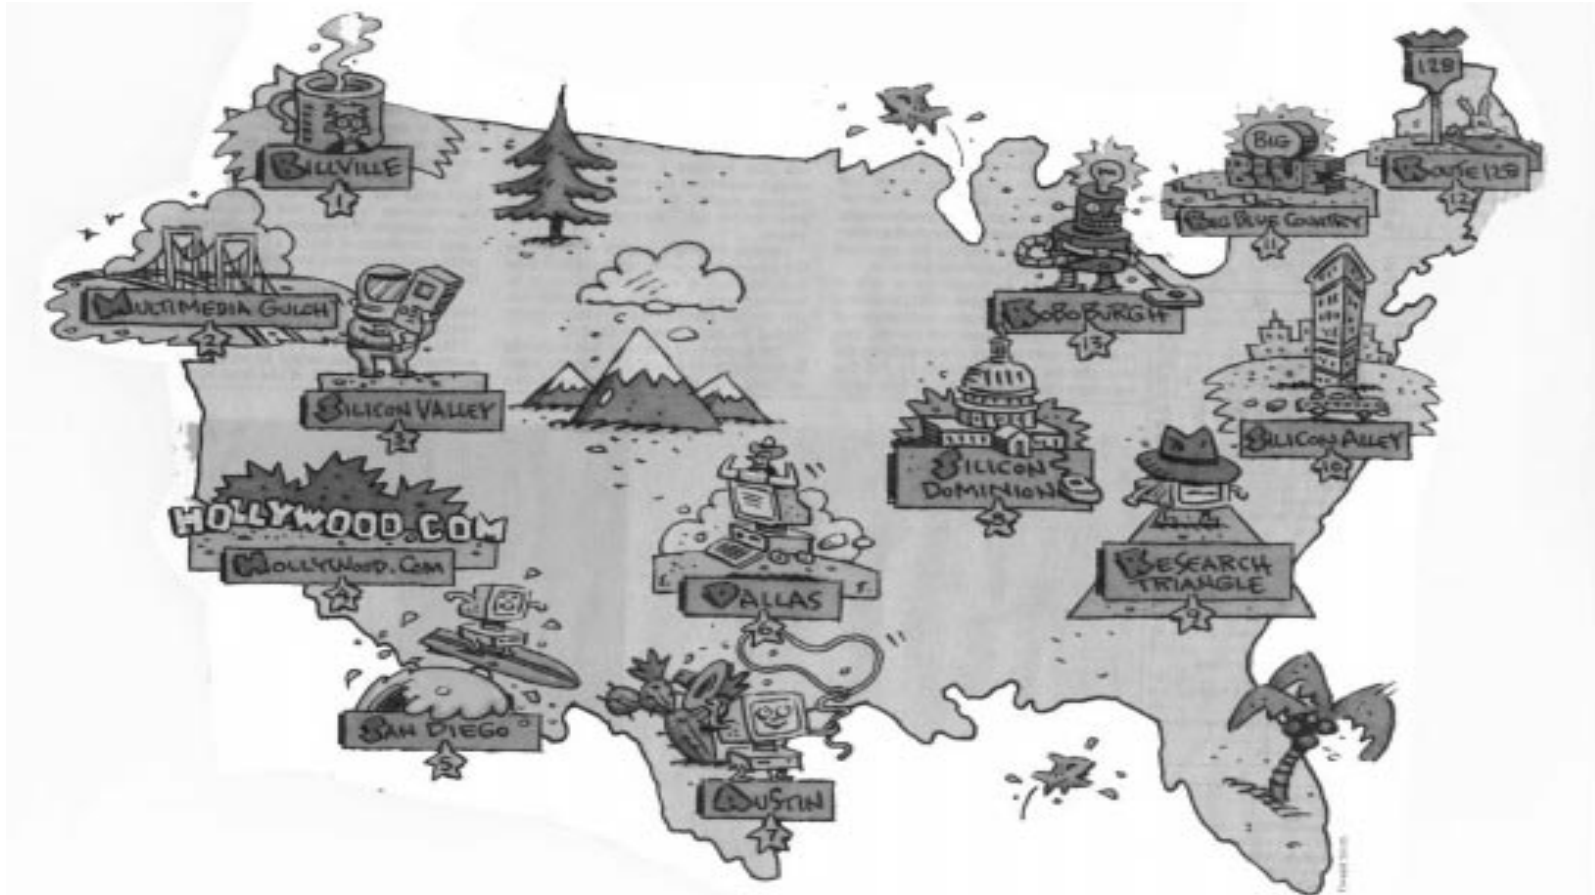 BILLVILLE
1
MULTIMEDIA GULCH
2
SILICON VALLEY
3
HOLLYWOOD.COM
HOLLYWOOD.COM
4
SAN DIEGO
5
DALLAS
6
AUSTIN
7
SILICON
DOMINION
8
RESEARCH
TRIANGLE
9
SILICON ALLEY
10
BIG
BLU
BIG BLUE COUNTRY
11
128
ROUTE 128
12
ROBOBURGH
13